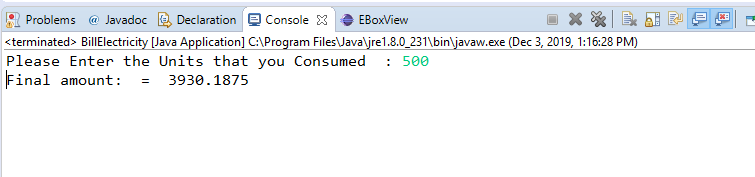 Problems @ Javadoc Declaration Console EBoxView
<terminated> BillElectricity [Java Application] C:\Program Files\Java\jre1.8.0_231\bin\javaw.exe (Dec 3, 2019, 1:16:28 PM)
Please Enter the Units that you Consumed  : 500
Final amount:  =  3930.1875